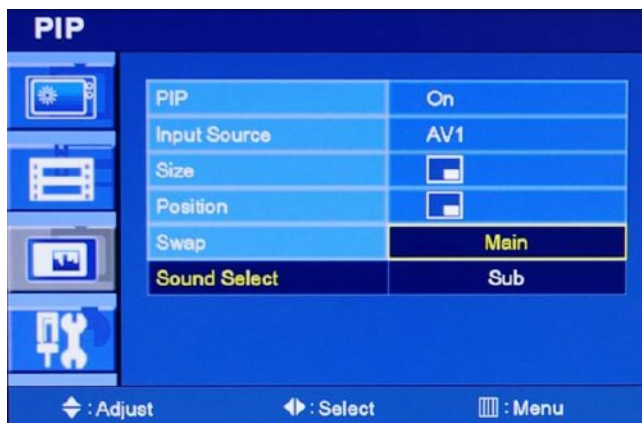 PIP
PIP On
Input Source AV1
Size
Position
Swap Main
Sound Select Sub
: Adjust : Select : Menu